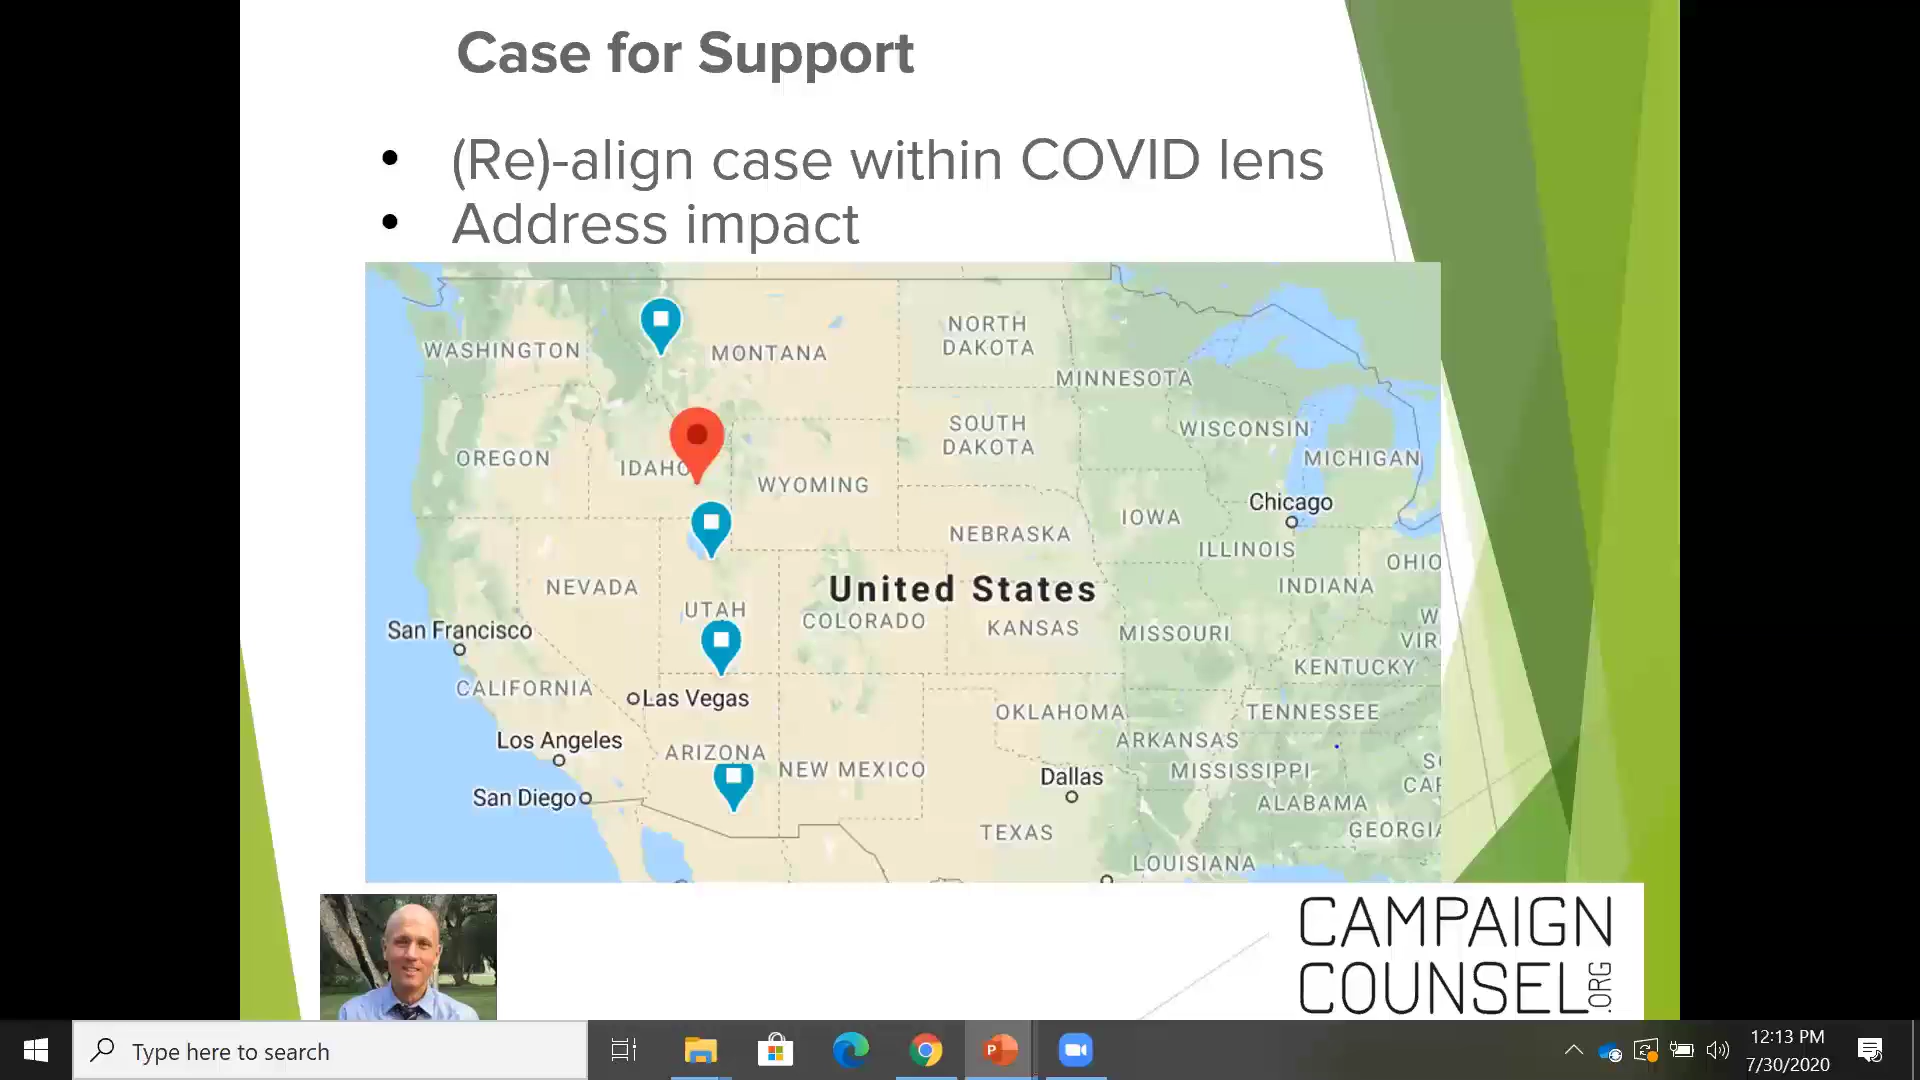 Case for Support
• (Re)-align case within COVID lens
• Address impact
WASHINGTON
MONTANA
NORTH
DAKOTA
MINNESOTA
OREGON
IDAHO
WYOMING
SOUTH
DAKOTA
WISCONSIN
MICHIGAN
Chicago
IOWA
NEBRASKA
ILLINOIS
INDIANA
OHIO
NEVADA
UTAH
United States
COLORADO
KANSAS
MISSOURI
W
VIR
KENTUCKY
San Francisco
CALIFORNIA
Las Vegas
OKLAHOMA
TENNESSEE
Los Angeles
ARIZONA
NEW MEXICO
ARKANSAS
MISSISSIPPI
S
CAR
San Diego
Dallas
ALABAMA
TEXAS
GEORGIA
LOUISIANA
CAMPAIGN
COUNSEL.ORG
Type here to search
12:13 PM
7/30/2020